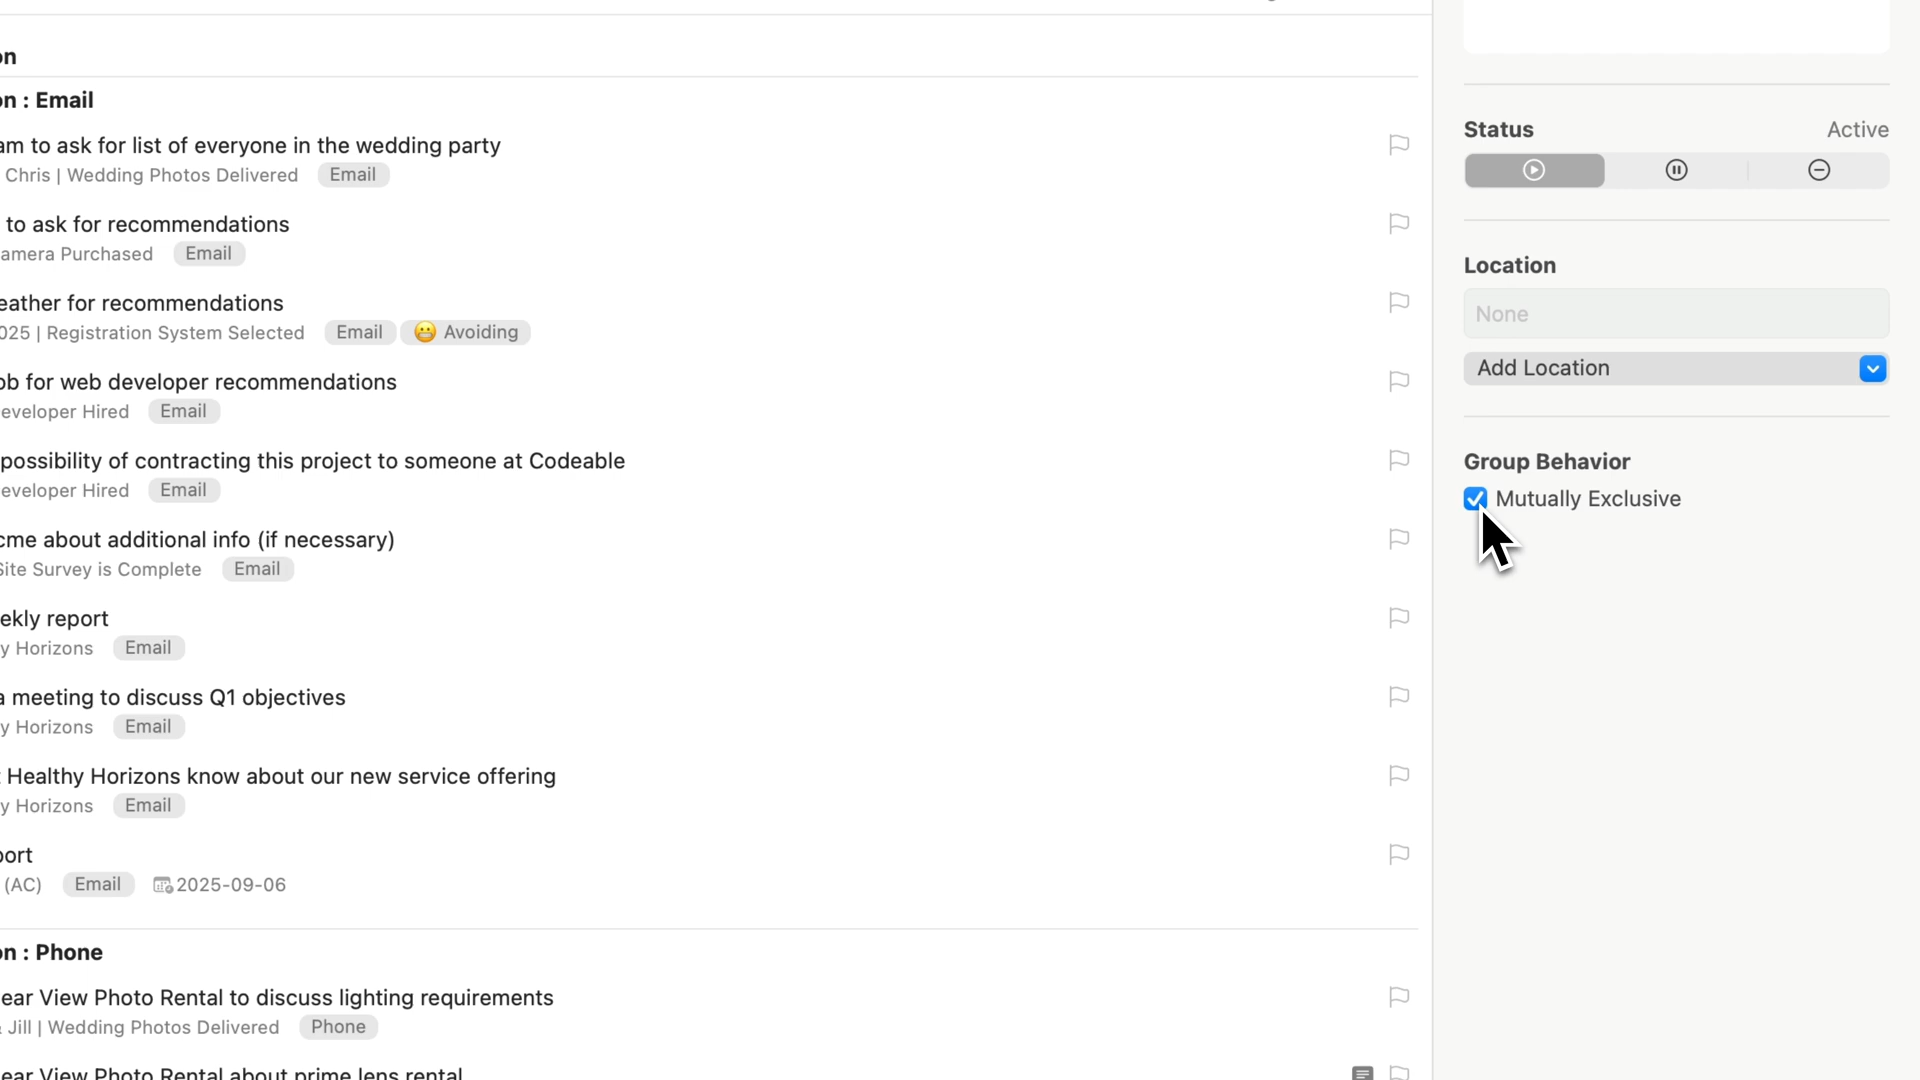 on
on : Email
am to ask for list of everyone in the wedding party
Chris | Wedding Photos Delivered Email
to ask for recommendations
amera Purchased Email
eather for recommendations
025 | Registration System Selected Email 😬 Avoiding
ob for web developer recommendations
eveloper Hired Email
possibility of contracting this project to someone at Codeable
eveloper Hired Email
cme about additional info (if necessary)
Site Survey is Complete Email
ekly report
y Horizons Email
a meeting to discuss Q1 objectives
y Horizons Email
t Healthy Horizons know about our new service offering
y Horizons Email
port
(AC) Email 2025-09-06
on : Phone
ear View Photo Rental to discuss lighting requirements
& Jill | Wedding Photos Delivered Phone
ear View Photo Rental about prime lens rental
Status Active
Location
None
Add Location
Group Behavior
Mutually Exclusive